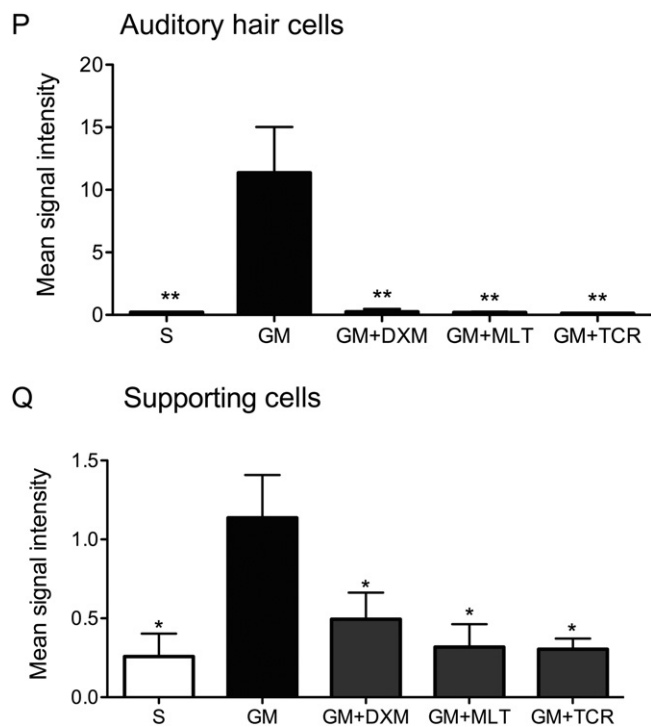 P Auditory hair cells
Mean signal intensity
20
15
10
5
0
** ** ** **
S GM GM+DXM GM+MLT GM+TCR
Q Supporting cells
Mean signal intensity
1.5
1.0
0.5
0.0
* * * *
S GM GM+DXM GM+MLT GM+TCR